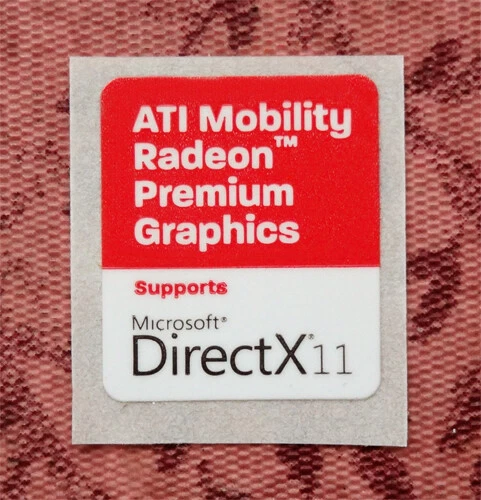 ATI Mobility
Radeon™
Premium
Graphics
Supports
Microsoft®
DirectX®11